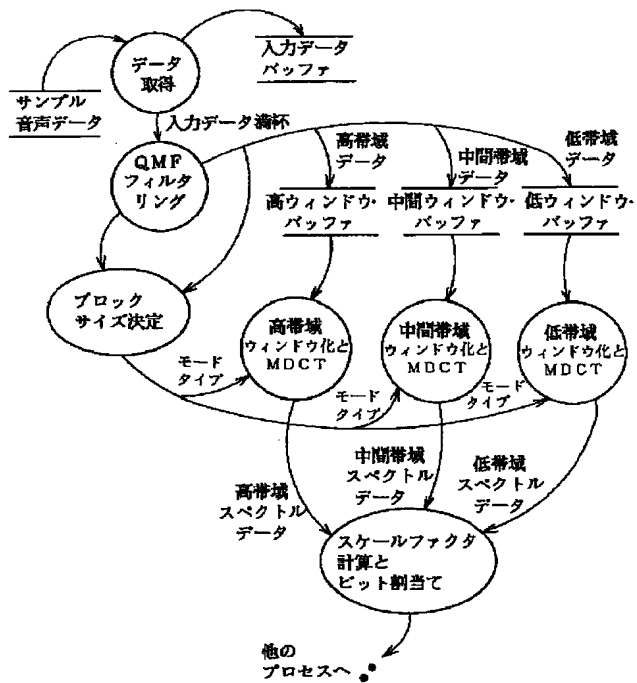 データ
取得
入力データ
バッファ
サンプル
音声データ
入力データ満杯
QMF
フィルタ
リング
高帯域
データ
中間帯域
データ
低帯域
データ
高ウィンドウ・
バッファ
中間ウィンドウ・
バッファ
低ウィンドウ・
バッファ
ブロック
サイズ決定
高帯域
ウィンドウ化と
MDCT
中間帯域
ウィンドウ化と
MDCT
低帯域
ウィンドウ化と
MDCT
モード
タイプ
モード
タイプ
モード
タイプ
高帯域
スペクトル
データ
中間帯域
スペクトル
データ
低帯域
スペクトル
データ
スケールファクタ
計算と
ビット割当て
他の
プロセスへ